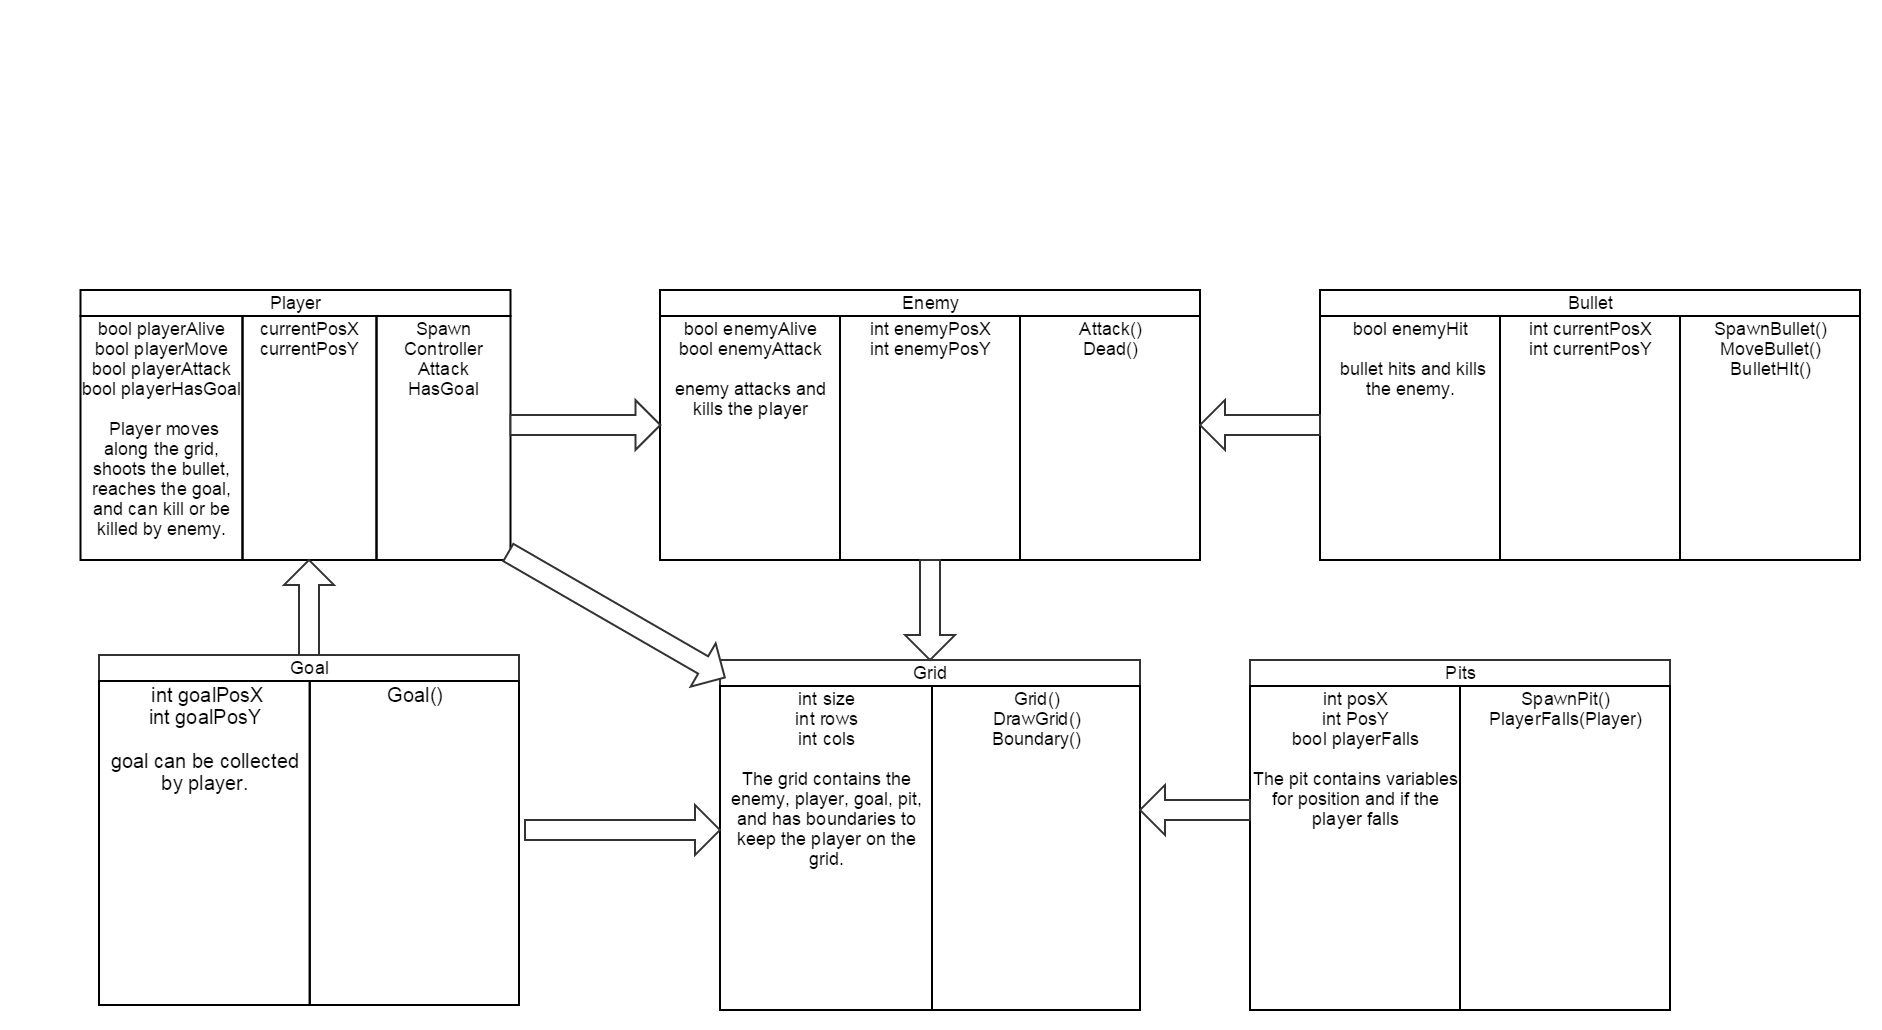 Player
bool playerAlive
bool playerMove
bool playerAttack
bool playerHasGoal
Player moves
along the grid,
shoots the bullet,
reaches the goal,
and can kill or be
killed by enemy.
currentPosX
currentPosY
Spawn
Controller
Attack
HasGoal
Enemy
bool enemyAlive
bool enemyAttack
enemy attacks and
kills the player
int enemyPosX
int enemyPosY
Attack()
Dead()
Bullet
bool enemyHit
bullet hits and kills
the enemy.
int currentPosX
int currentPosY
SpawnBullet()
MoveBullet()
BulletHIt()
Goal
int goalPosX
int goalPosY
goal can be collected
by player.
Goal()
Grid
int size
int rows
int cols
The grid contains the
enemy, player, goal, pit,
and has boundaries to
keep the player on the
grid.
Grid()
DrawGrid()
Boundary()
Pits
int posX
int PosY
bool playerFalls
The pit contains variables
for position and if the
player falls
SpawnPit()
PlayerFalls(Player)